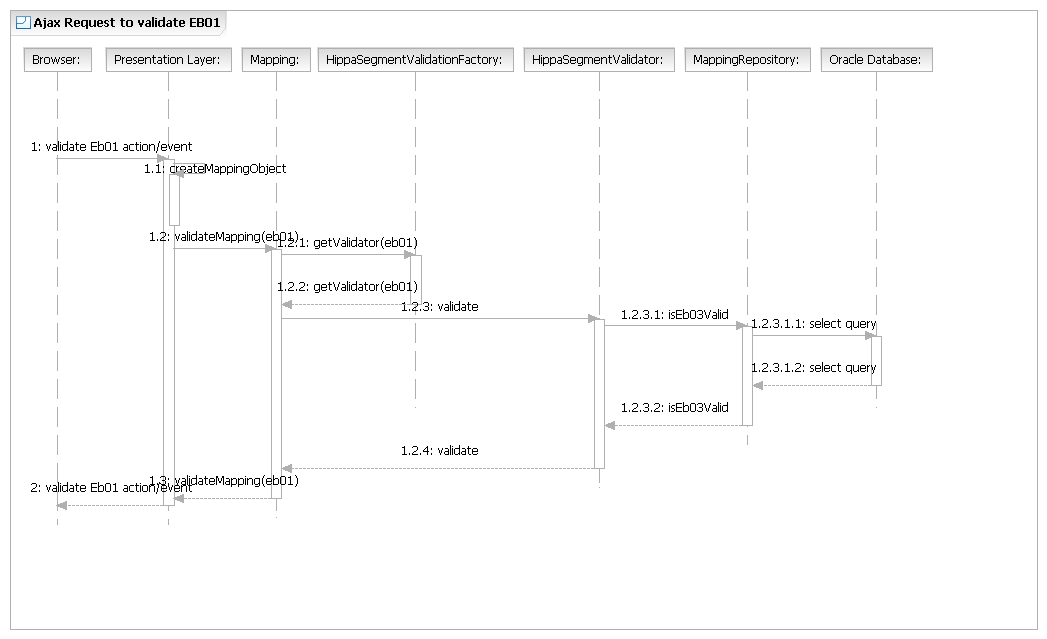 Ajax Request to validate EB01
Browser: Presentation Layer: Mapping: HippaSegmentValidationFactory: HippaSegmentValidator: MappingRepository: Oracle Database:
1: validate Eb01 action/event
1.1: createMappingObject
1.2: validateMapping(eb01)
1.2.1: getValidator(eb01)
1.2.2: getValidator(eb01)
1.2.3: validate
1.2.3.1: isEb03Valid
1.2.3.1.1: select query
1.2.3.1.2: select query
1.2.3.2: isEb03Valid
1.2.4: validate
1.3: validateMapping(eb01)
2: validate Eb01 action/event